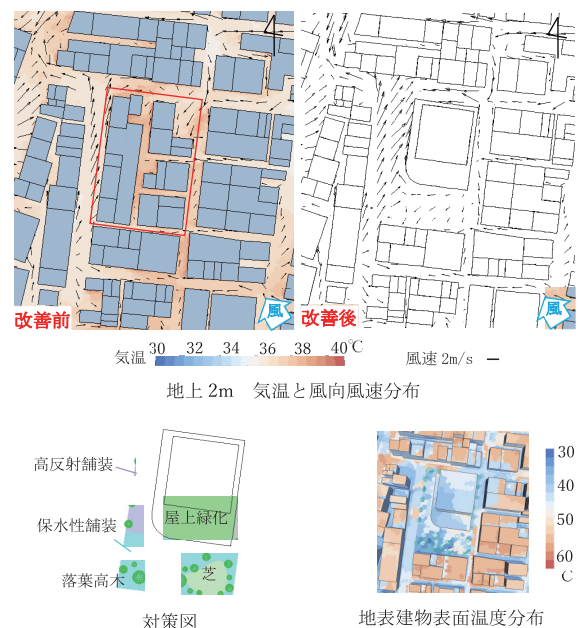 4
4
改善前
風
改善後
風
気温 30 32 34 36 38 40℃
風速 2m/s
地上 2m 気温と風向風速分布
高反射舗装
保水性舗装
落葉高木
屋上緑化
芝
対策図
30
40
50
60
℃
地表建物表面温度分布